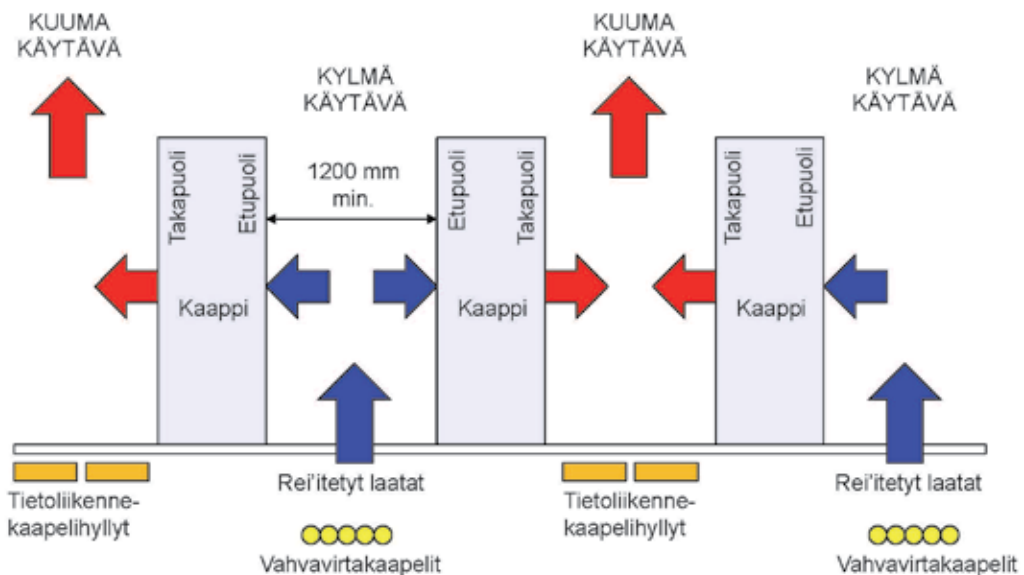 KUUMA
KÄYTÄVÄ
KYLMÄ
KÄYTÄVÄ
KUUMA
KÄYTÄVÄ
KYLMÄ
KÄYTÄVÄ
Takapuoli
Etupuoli
Kaappi
1200 mm
min.
Etupuoli
Takapuoli
Kaappi
Takapuoli
Etupuoli
Kaappi
Tietoliikenne-
kaapelihyllyt
Rei'itetyt laatat
Vahvavirtakaapelit
Tietoliikenne-
kaapelihyllyt
Rei'itetyt laatat
Vahvavirtakaapelit